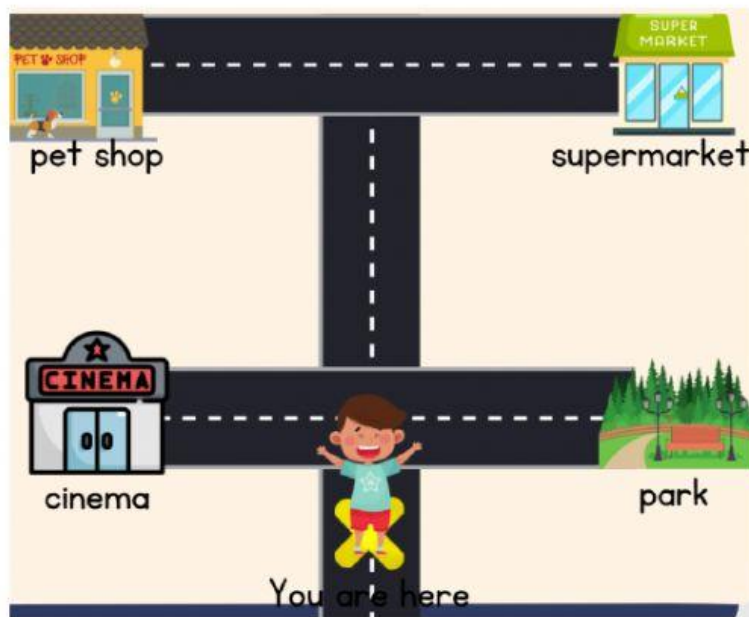 PET SHOP
SUPER
MARKET
pet shop
supermarket
CINEMA
cinema
park
You are here